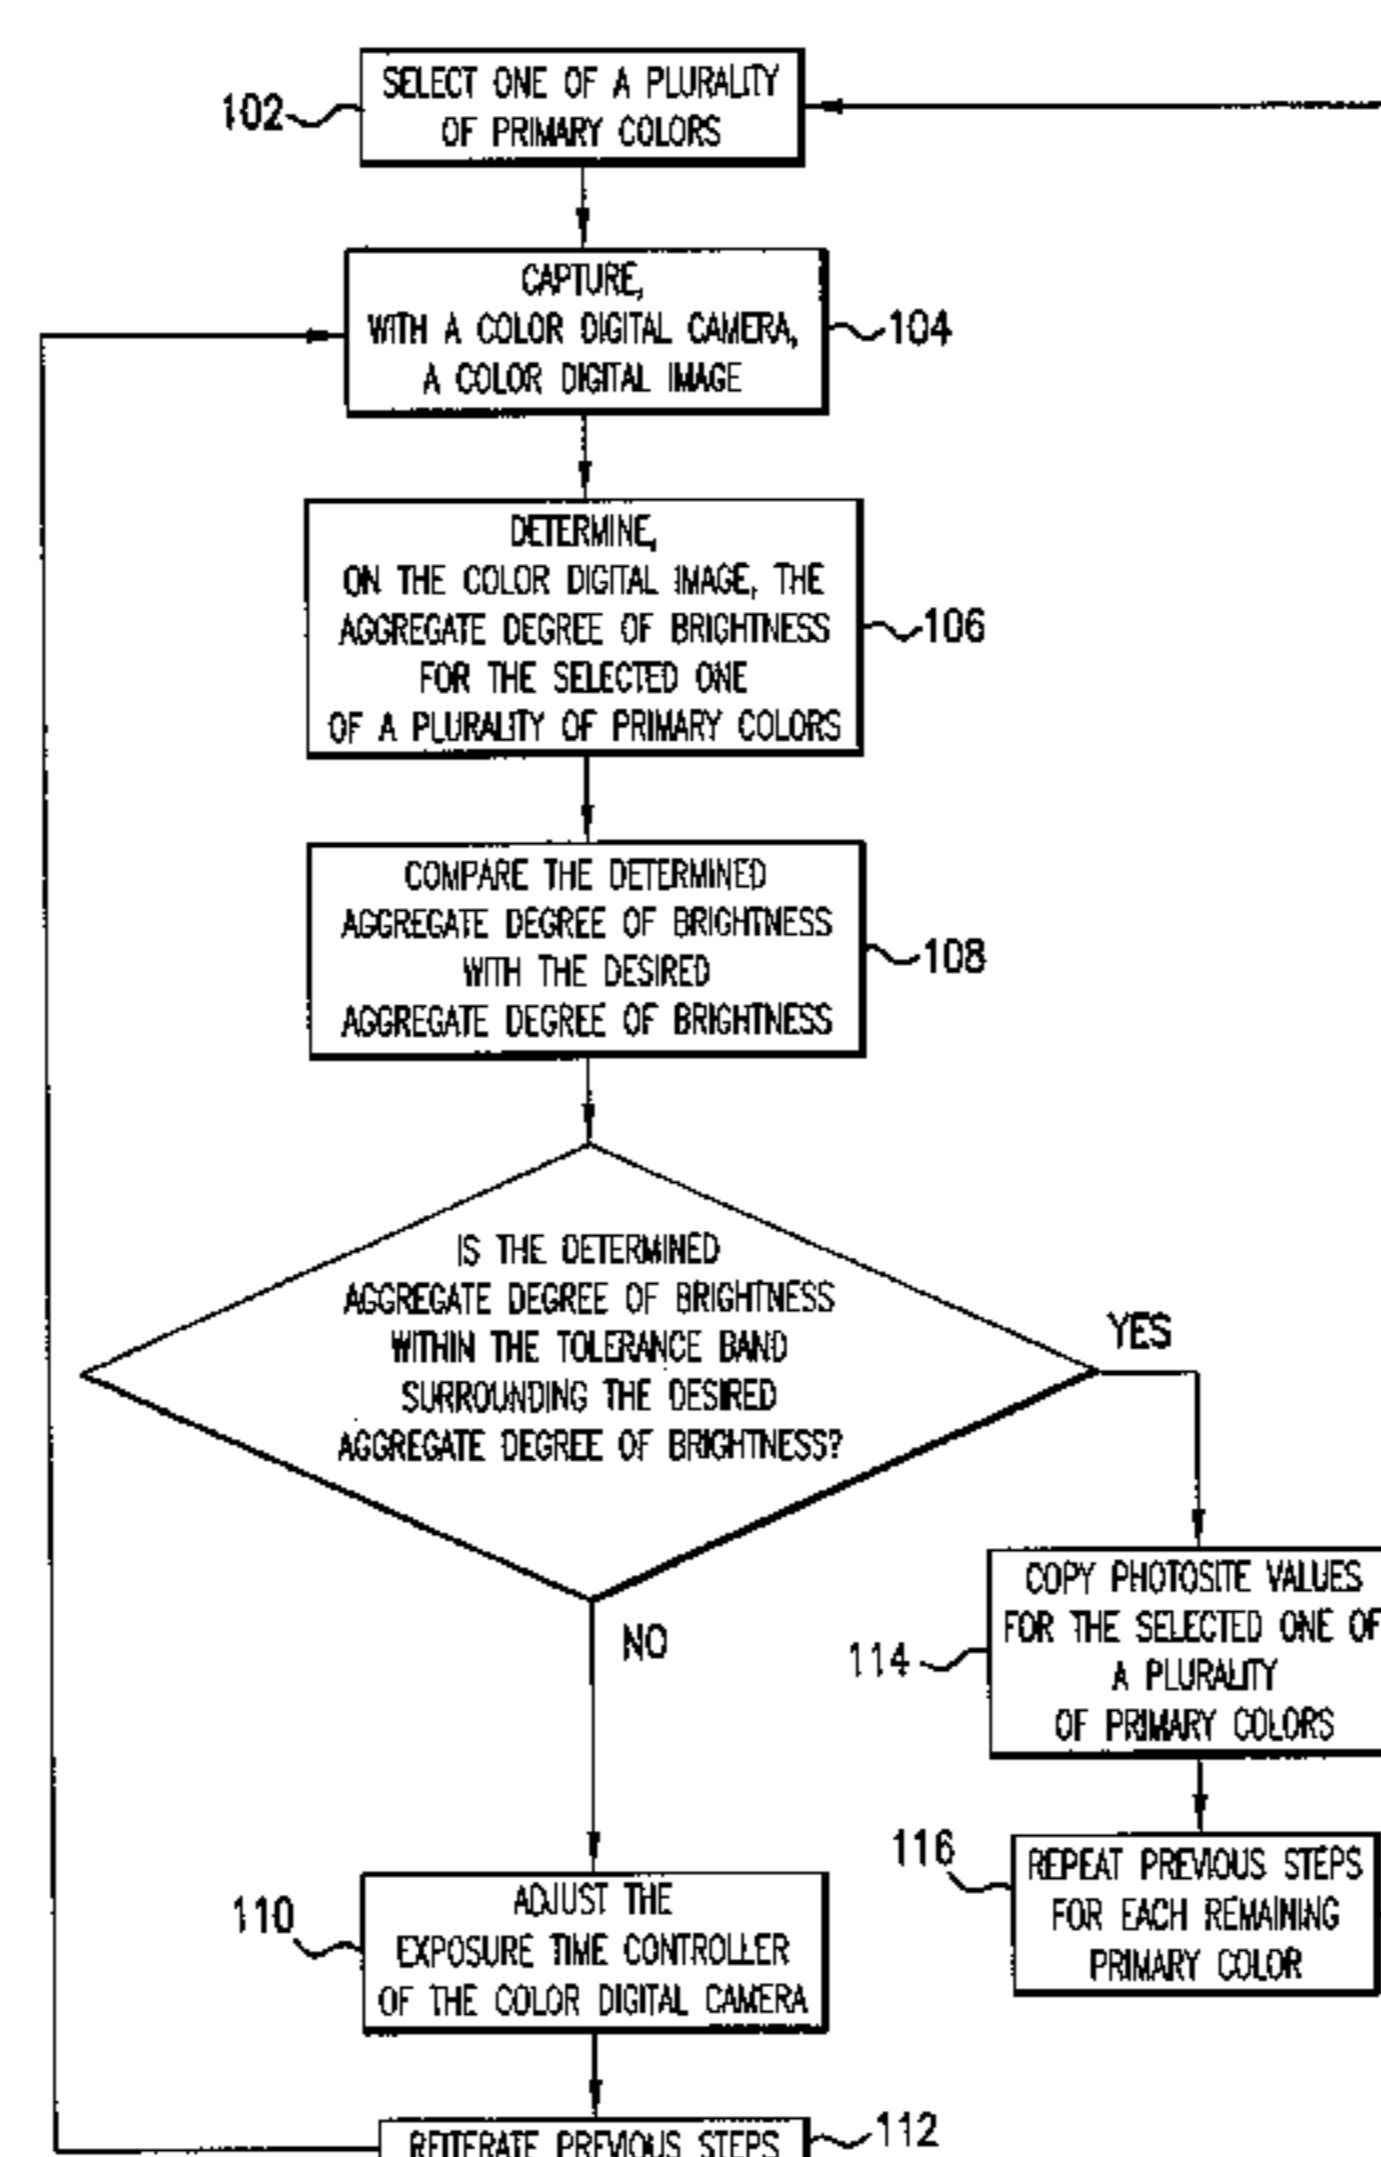 102
SELECT ONE OF A PLURALITY
OF PRIMARY COLORS
CAPTURE,
WITH A COLOR DIGITAL CAMERA,
A COLOR DIGITAL IMAGE
104
DETERMINE,
ON THE COLOR DIGITAL IMAGE, THE
AGGREGATE DEGREE OF BRIGHTNESS
FOR THE SELECTED ONE
OF A PLURALITY OF PRIMARY COLORS
106
COMPARE THE DETERMINED
AGGREGATE DEGREE OF BRIGHTNESS
WITH THE DESIRED
AGGREGATE DEGREE OF BRIGHTNESS
108
IS THE DETERMINED
AGGREGATE DEGREE OF BRIGHTNESS
WITHIN THE TOLERANCE BAND
SURROUNDING THE DESIRED
AGGREGATE DEGREE OF BRIGHTNESS?
YES
NO
114
COPY PHOTOSITE VALUES
FOR THE SELECTED ONE OF
A PLURALITY
OF PRIMARY COLORS
116
REPEAT PREVIOUS STEPS
FOR EACH REMAINING
PRIMARY COLOR
110
ADJUST THE
EXPOSURE TIME CONTROLLER
OF THE COLOR DIGITAL CAMERA
112
REITERATE PREVIOUS STEPS